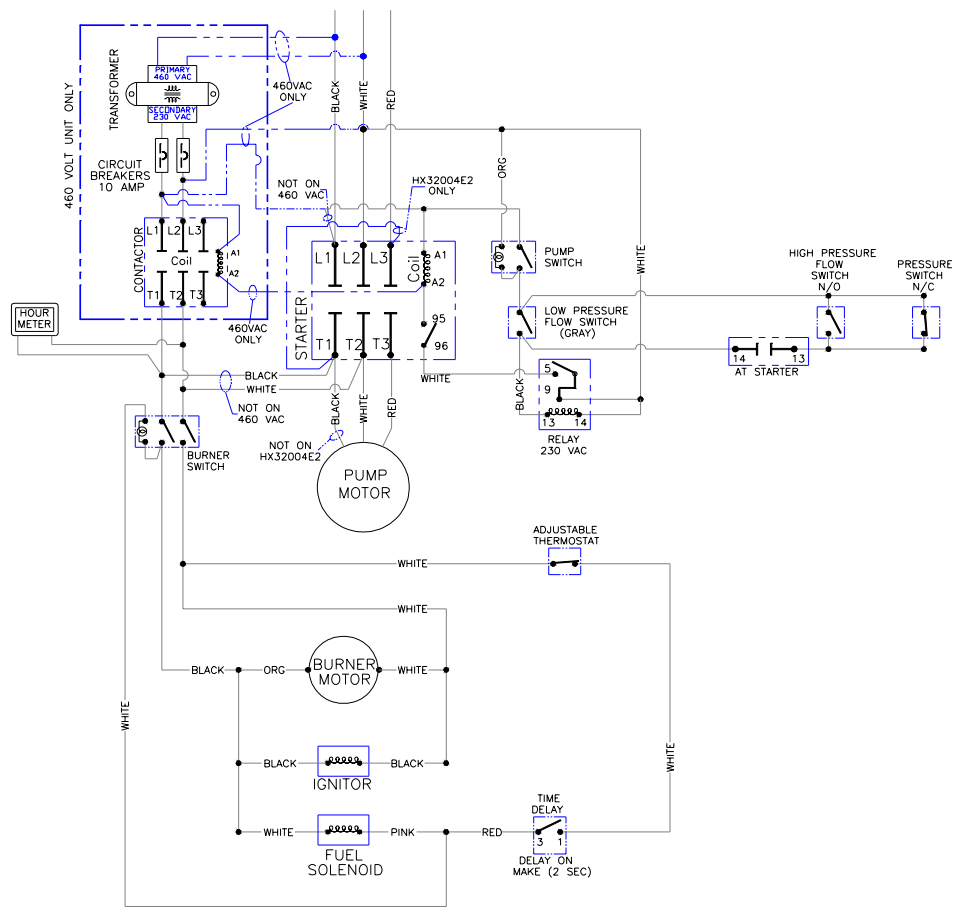 460 VOLT UNIT ONLY
TRANSFORMER
PRIMARY
460 VAC
SECONDARY
230 VAC
CIRCUIT
BREAKERS
10 AMP
460VAC
ONLY
BLACK
WHITE
RED
NOT ON
460 VAC
HX32004E2
ONLY
ORG
WHITE
CONTACTOR
L1 L2 L3
Coil
A1
A2
T1 T2 T3
460VAC
ONLY
STARTER
L1 L2 L3
Coil
A1
A2
95
96
T1 T2 T3
PUMP
SWITCH
LOW PRESSURE
FLOW SWITCH
(GRAY)
HIGH PRESSURE
FLOW
SWITCH
N/O
PRESSURE
SWITCH
N/C
14 13
AT STARTER
HOUR
METER
BLACK
WHITE
NOT ON
460 VAC
WHITE
BLACK
5
9
13 14
RELAY
230 VAC
BLACK
WHITE
RED
NOT ON
HX32004E2
BURNER
SWITCH
PUMP
MOTOR
ADJUSTABLE
THERMOSTAT
WHITE
WHITE
BLACK
ORG
BURNER
MOTOR
WHITE
WHITE
WHITE
BLACK
BLACK
IGNITOR
TIME
DELAY
WHITE
PINK
RED
3 1
FUEL
SOLENOID
DELAY ON
MAKE (2 SEC)